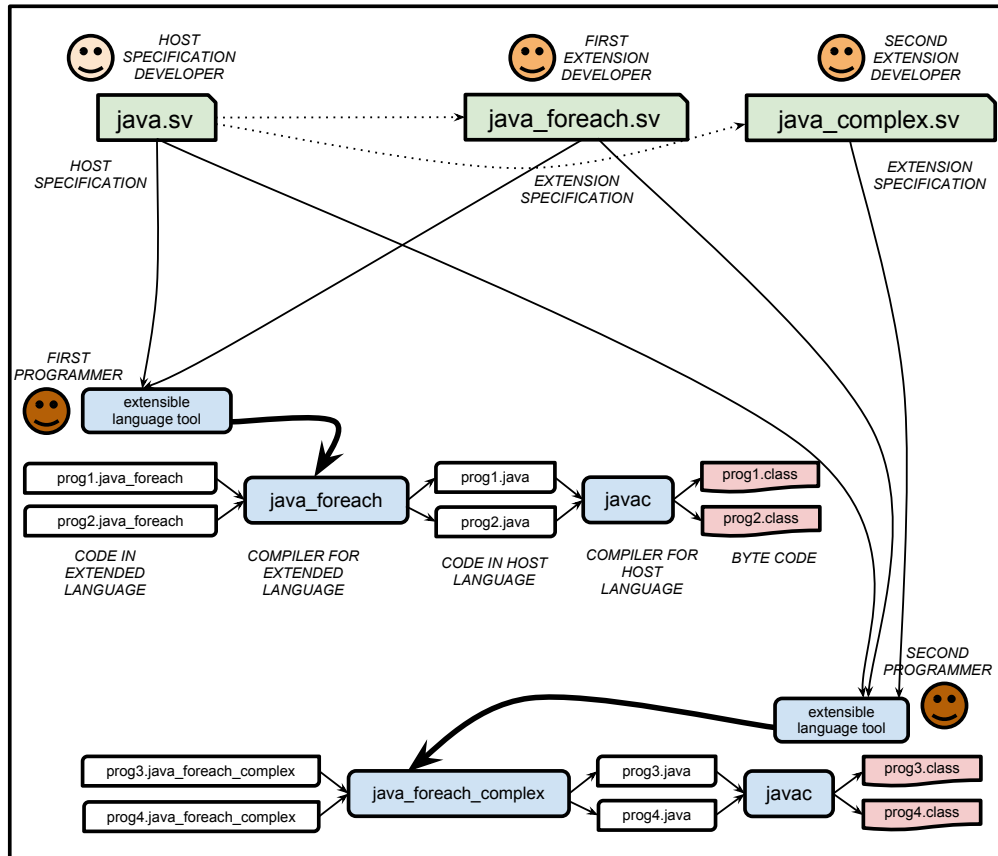 HOST
SPECIFICATION
DEVELOPER
FIRST
EXTENSION
DEVELOPER
SECOND
EXTENSION
DEVELOPER
java.sv
java_foreach.sv
java_complex.sv
HOST
SPECIFICATION
EXTENSION
SPECIFICATION
EXTENSION
SPECIFICATION
FIRST
PROGRAMMER
extensible
language tool
prog1.java_foreach
prog2.java_foreach
java_foreach
prog1.java
prog2.java
javac
prog1.class
prog2.class
CODE IN
EXTENDED
LANGUAGE
COMPILER FOR
EXTENDED
LANGUAGE
CODE IN HOST
LANGUAGE
COMPILER FOR
HOST
LANGUAGE
BYTE CODE
SECOND
PROGRAMMER
extensible
language tool
prog3.java_foreach_complex
prog4.java_foreach_complex
java_foreach_complex
prog3.java
prog4.java
javac
prog3.class
prog4.class